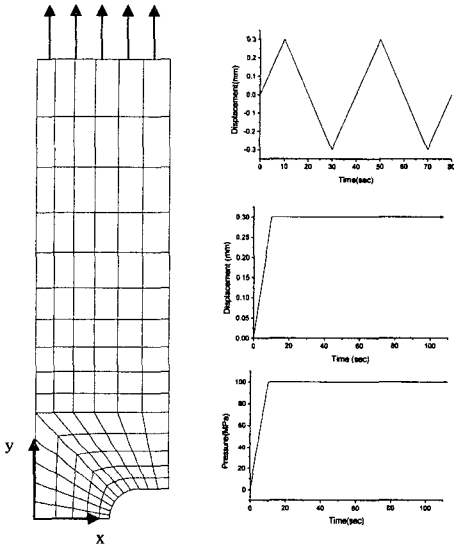 y
x
Displacement(mm)
0.3
0.2
0.1
0.0
-0.1
-0.2
-0.3
0 10 20 30 40 50 60 70 80
Time(sec)
Displacement (mm)
0.30
0.25
0.20
0.15
0.10
0.05
0.00
0 20 40 60 80 100
Time (sec)
Pressure(MPa)
100
80
60
40
20
0
0 20 40 60 80 100
Time(sec)